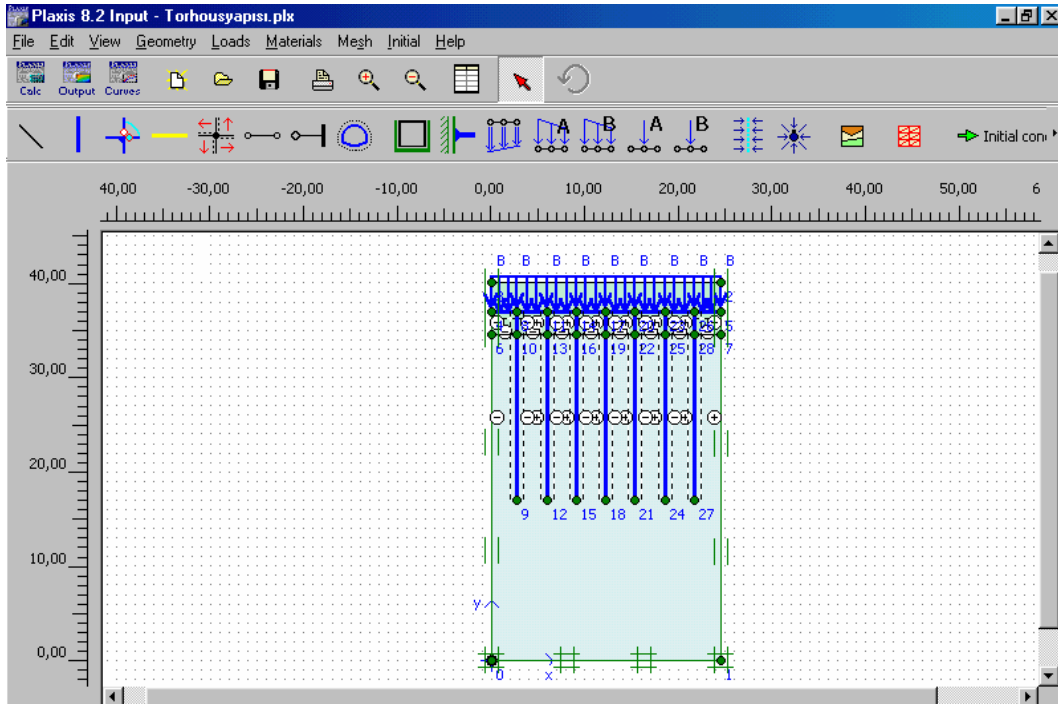 Plaxis 8.2 Input - Torhousyapısı.plx
File Edit View Geometry Loads Materials Mesh Initial Help
Calc Output Curves
A B A B Initial con
40,00 -30,00 -20,00 -10,00 0,00 10,00 20,00 30,00 40,00 50,00 6
B B B B B B B B B
40,00
2
5
6 10 13 16 19 22 25 28 7
30,00
20,00
9 12 15 18 21 24 27
10,00
y
0,00
0 x 1